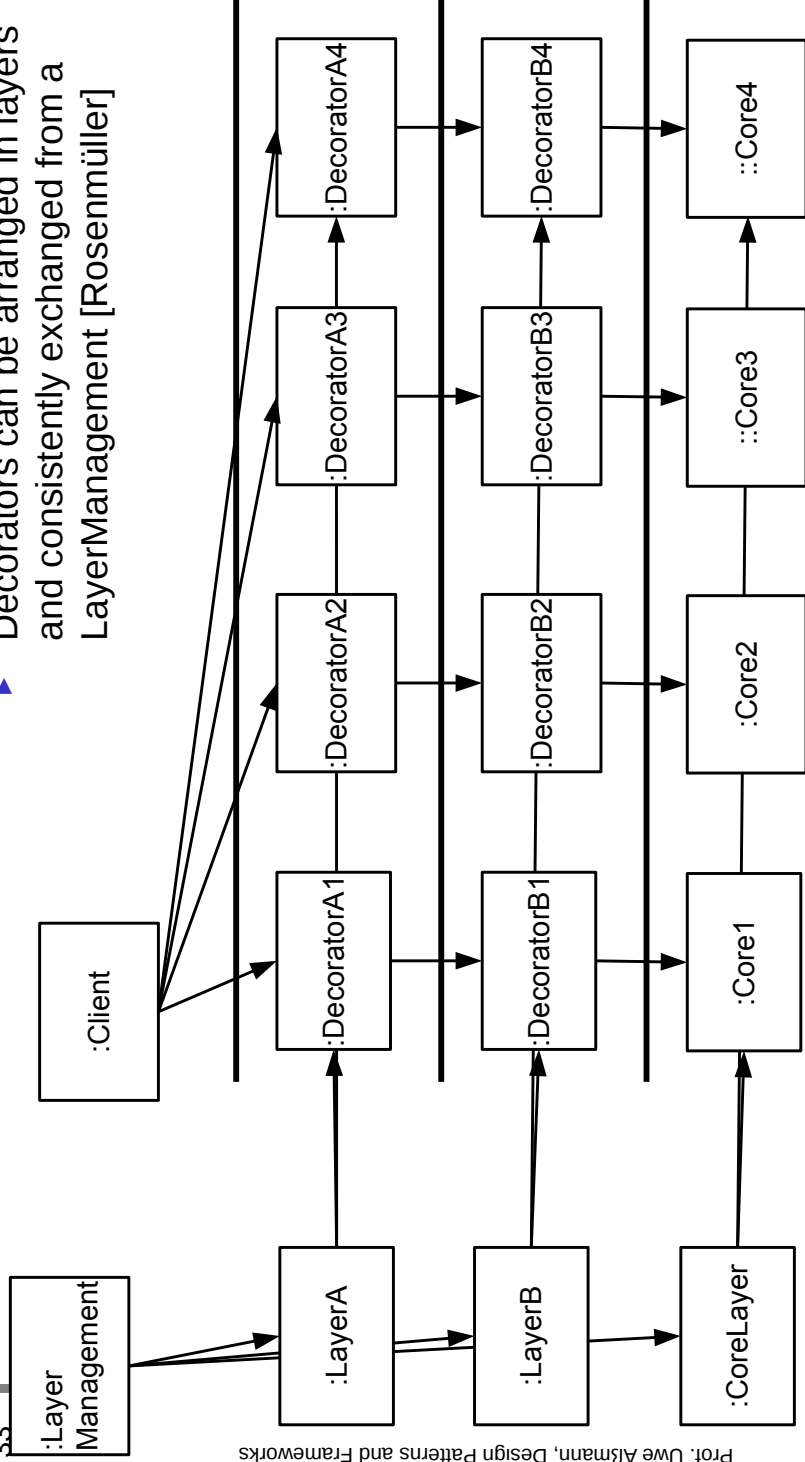 Decorators can be arranged in layers
and consistently exchanged from a
LayerManagement [Rosenmüller]
:Layer
Management
:Client
:LayerA
:DecoratorA1
:DecoratorA2
:DecoratorA3
:DecoratorA4
:LayerB
:DecoratorB1
:DecoratorB2
:DecoratorB3
:DecoratorB4
:CoreLayer
:Core1
:Core2
::Core3
::Core4
Prof. Uwe Aßmann, Design Patterns and Frameworks